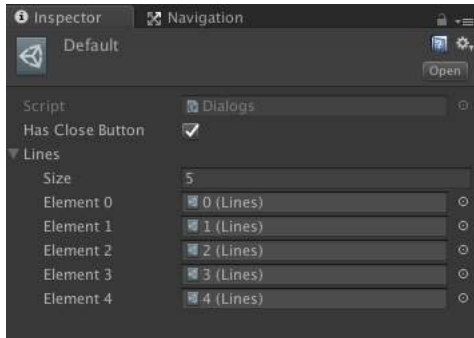 Inspector Navigation
Default
Open
Script Dialogs
Has Close Button
Lines
Size 5
Element 0 0 (Lines)
Element 1 1 (Lines)
Element 2 2 (Lines)
Element 3 3 (Lines)
Element 4 4 (Lines)